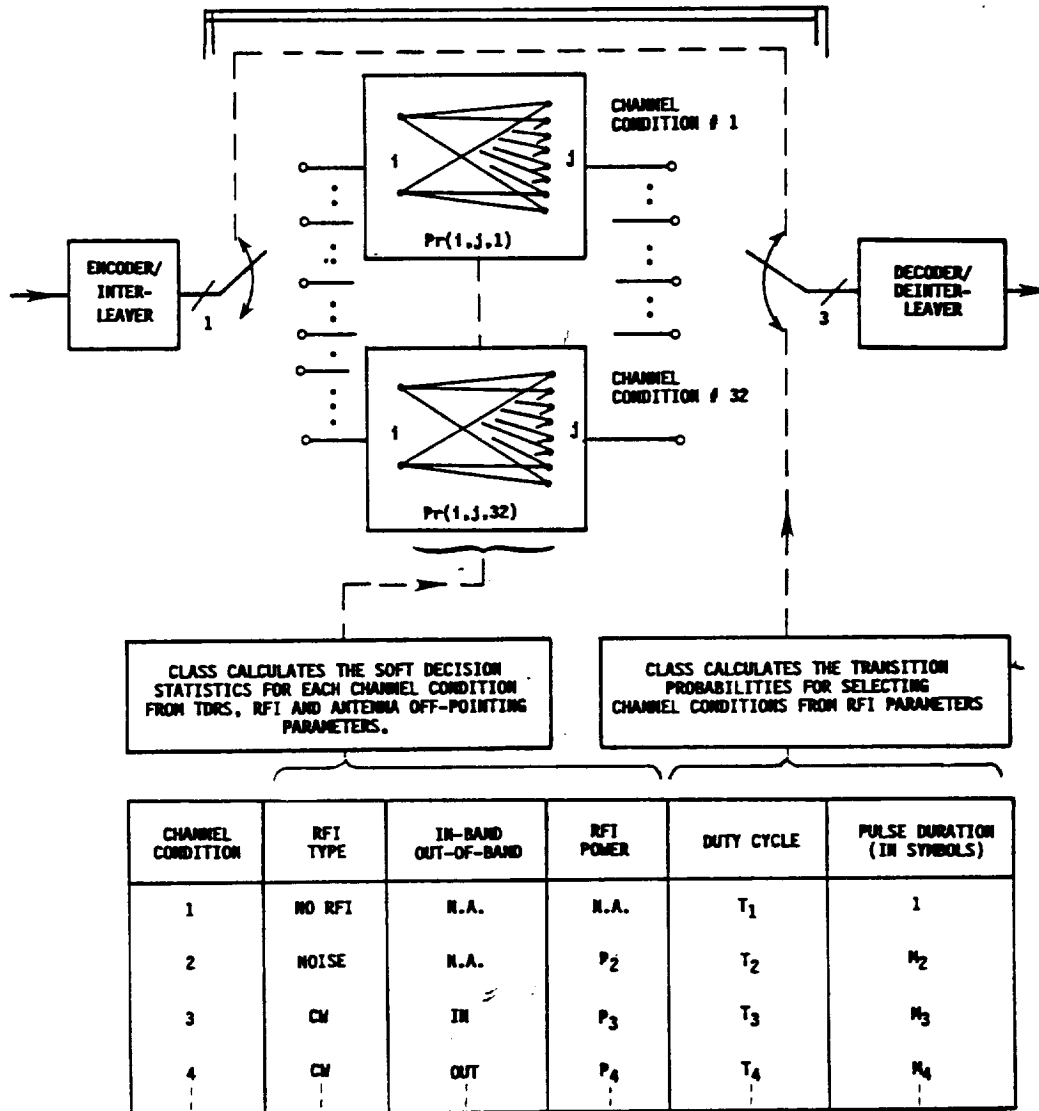 CHANNEL
CONDITION # 1
i
j
Pr(i,j,1)
ENCODER/
INTER-
LEAVER
1
3
DECODER/
DEINTER-
LEAVER
CHANNEL
CONDITION # 32
i
j
Pr(i,j,32)
CLASS CALCULATES THE SOFT DECISION
STATISTICS FOR EACH CHANNEL CONDITION
FROM TDRS, RFI AND ANTENNA OFF-POINTING
PARAMETERS.
CLASS CALCULATES THE TRANSITION
PROBABILITIES FOR SELECTING
CHANNEL CONDITIONS FROM RFI PARAMETERS
CHANNEL CONDITION RFI TYPE IN-BAND OUT-OF-BAND RFI POWER DUTY CYCLE PULSE DURATION (IN SYMBOLS)
1 NO RFI N.A. N.A. T1 1
2 NOISE N.A. P2 T2 M2
3 CW IN P3 T3 M3
4 CW OUT P4 T4 M4